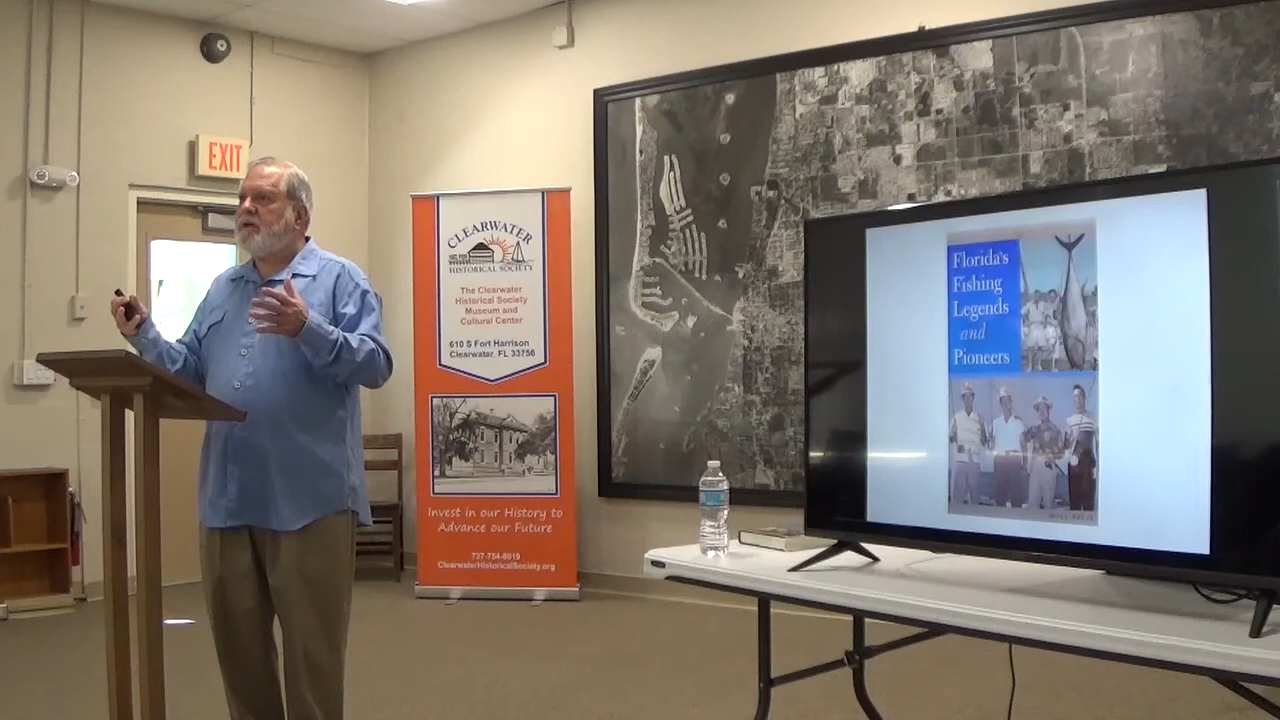 EXIT
CLEARWATER
HISTORICAL SOCIETY
The Clearwater
Historical Society
Museum and
Cultural Center
610 S Fort Harrison
Clearwater, FL 33756
Invest in our History to
Advance our Future
727-754-8019
ClearwaterHistoricalSociety.org
Florida's
Fishing
Legends
and
Pioneers